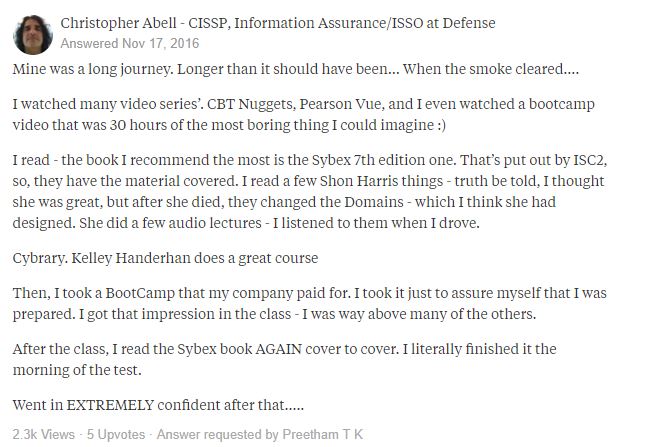 Christopher Abell - CISSP, Information Assurance/ISSO at Defense
Answered Nov 17, 2016
Mine was a long journey. Longer than it should have been... When the smoke cleared....
I watched many video series’. CBT Nuggets, Pearson Vue, and I even watched a bootcamp
video that was 30 hours of the most boring thing I could imagine :)
I read - the book I recommend the most is the Sybex 7th edition one. That’s put out by ISC2,
so, they have the material covered. I read a few Shon Harris things - truth be told, I thought
she was great, but after she died, they changed the Domains - which I think she had
designed. She did a few audio lectures - I listened to them when I drove.
Cybrary. Kelley Handerhan does a great course
Then, I took a BootCamp that my company paid for. I took it just to assure myself that I was
prepared. I got that impression in the class - I was way above many of the others.
After the class, I read the Sybex book AGAIN cover to cover. I literally finished it the
morning of the test.
Went in EXTREMELY confident after that.....
2.3k Views · 5 Upvotes · Answer requested by Preetham T K